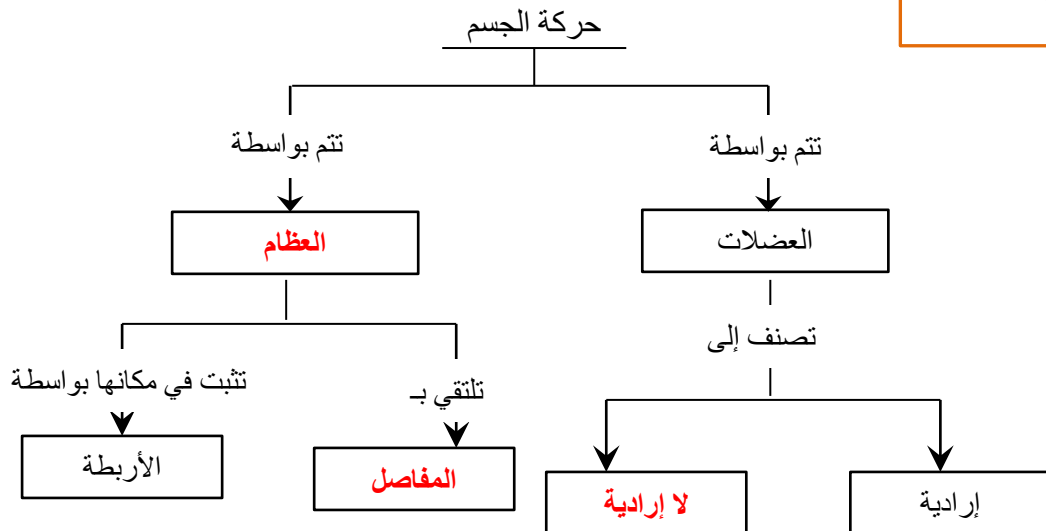 حركة الجسم
تتم بواسطة
تتم بواسطة
العضلات
العظام
تصنف إلى
تلتقي بـ
تثبت في مكانها بواسطة
إرادية
لا إرادية
المفاصل
الأربطة